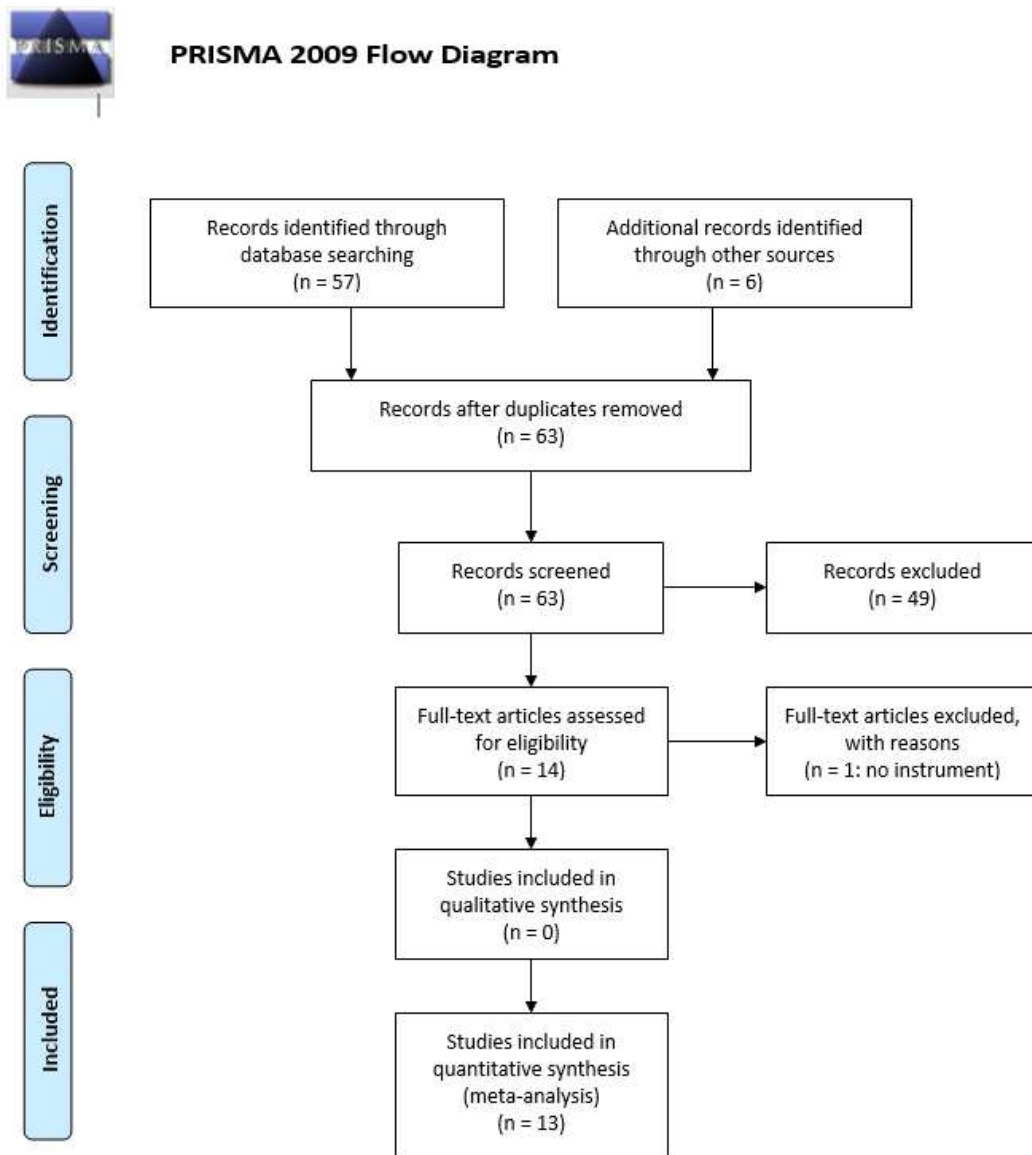 PRISMA
PRISMA 2009 Flow Diagram
Identification
Records identified through
database searching
(n = 57)
Additional records identified
through other sources
(n = 6)
Records after duplicates removed
(n = 63)
Screening
Records screened
(n = 63)
Records excluded
(n = 49)
Eligibility
Full-text articles assessed
for eligibility
(n = 14)
Full-text articles excluded,
with reasons
(n = 1: no instrument)
Studies included in
qualitative synthesis
(n = 0)
Included
Studies included in
quantitative synthesis
(meta-analysis)
(n = 13)